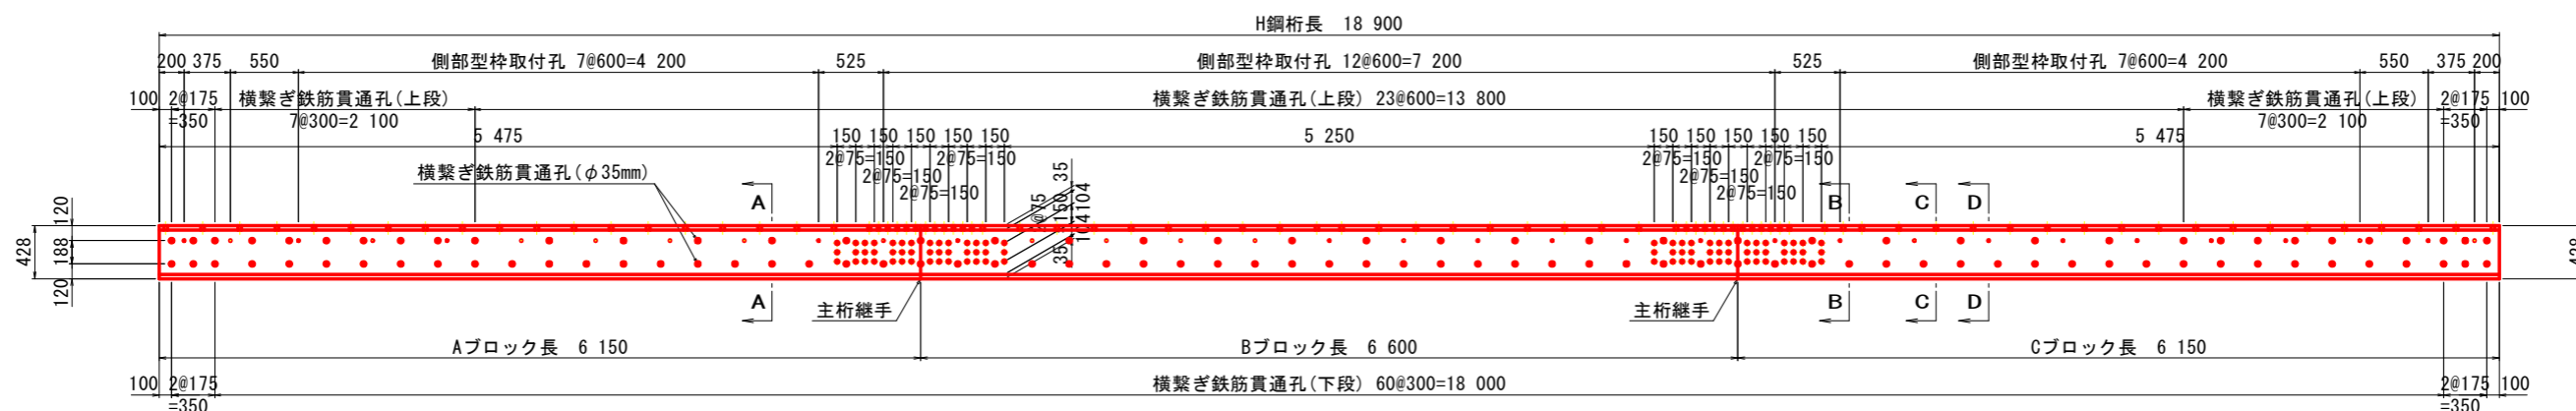 H鋼桁長 18 900
200 375 550 側部型枠取付孔 7@600=4 200 525 側部型枠取付孔 12@600=7 200 525 側部型枠取付孔 7@600=4 200 550 375 200
100 2@175 横繋ぎ鉄筋貫通孔(上段) 横繋ぎ鉄筋貫通孔(上段) 23@600=13 800 横繋ぎ鉄筋貫通孔(上段) 2@175 100
=350 7@300=2 100 7@300=2 100 =350
5 475 150 150 150 150 150 5 250 150 150 150 150 150 5 475
2@75=150 2@75=150 2@75=150 2@75=150
横繋ぎ鉄筋貫通孔(φ35mm) 2@75=150 35 2@75=150
2@75=150 2@75=150
A 2@75 150 104 B C D
104
35
120
428 188 428
120
A B C D
主桁継手 主桁継手
Aブロック長 6 150 Bブロック長 6 600 Cブロック長 6 150
100 2@175 横繋ぎ鉄筋貫通孔(下段) 60@300=18 000 2@175 100
=350 =350